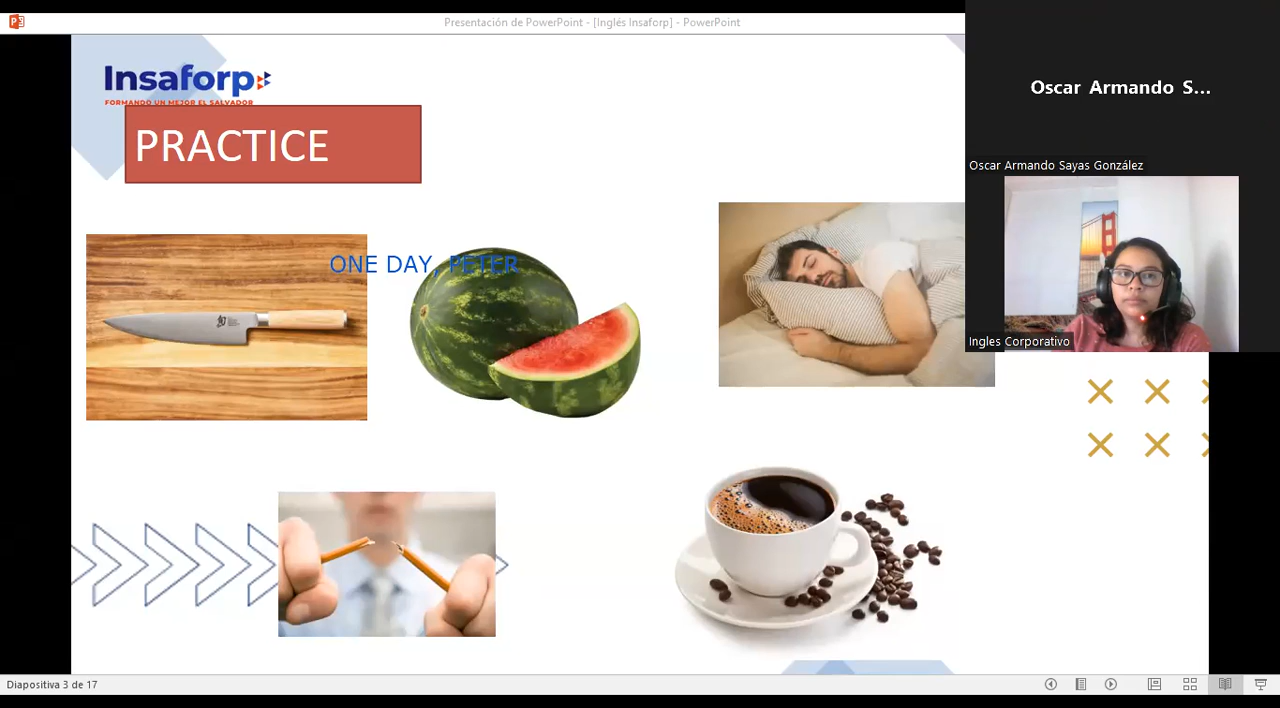 Presentación de PowerPoint - [Inglés Insaforp] - PowerPoint
Insaforp
FORMANDO UN MEJOR EL SALVADOR
PRACTICE
ONE DAY, PETER
Oscar Armando S...
Oscar Armando Sayas González
Ingles Corporativo
Diapositiva 3 de 17